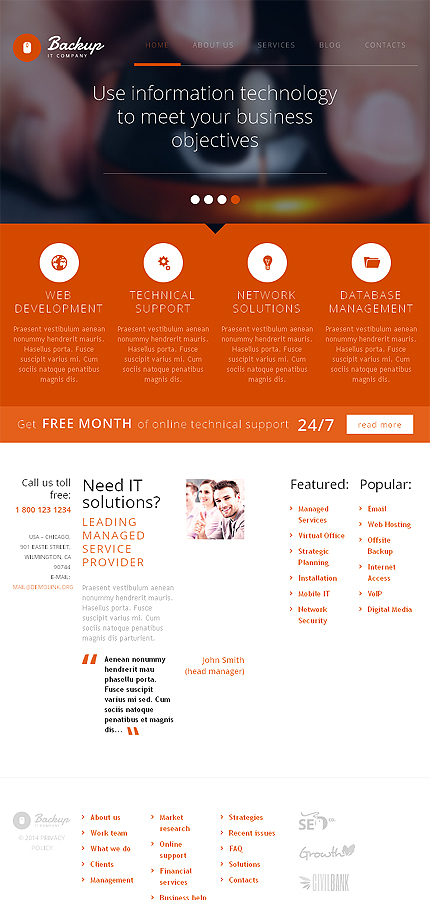 Backup
IT COMPANY
HOME
ABOUT US
SERVICES
BLOG
CONTACTS
Use information technology
to meet your business
objectives
WEB
DEVELOPMENT
Praesent vestibulum aenean
nonummy hendrerit mauris.
Hasellus porta. Fusce
suscipit varius mi. Cum
sociis natoque penatibus
magnis dis.
TECHNICAL
SUPPORT
Praesent vestibulum aenean
nonummy hendrerit mauris.
Hasellus porta. Fusce
suscipit varius mi. Cum
sociis natoque penatibus
magnis dis.
NETWORK
SOLUTIONS
Praesent vestibulum aenean
nonummy hendrerit mauris.
Hasellus porta. Fusce
suscipit varius mi. Cum
sociis natoque penatibus
magnis dis.
DATABASE
MANAGEMENT
Praesent vestibulum aenean
nonummy hendrerit mauris.
Hasellus porta. Fusce
suscipit varius mi. Cum
sociis natoque penatibus
magnis dis.
Get FREE MONTH of online technical support 24/7 read more
Call us toll
free:
1 800 123 1234
USA – CHICAGO,
901 EASTE STREET,
WILMINGTON, CA
90744
E-MAIL:
MAIL@DEMOLINK.ORG
Need IT
solutions?
LEADING
MANAGED
SERVICE
PROVIDER
Praesent vestibulum aenean
nonummy hendrerit mauris.
Hasellus porta. Fusce
suscipit varius mi. Cum
sociis natoque penatibus
magnis dis parturient.
Aenean nonummy
hendrerit mau
phasellu porta.
Fusce suscipit
varius mi sed. Cum
sociis natoque
penatibus et magnis
dis...
John Smith
(head manager)
Featured:
Managed
Services
Virtual Office
Strategic
Planning
Installation
Mobile IT
Network
Security
Popular:
Email
Web Hosting
Offsite
Backup
Internet
Access
VoIP
Digital Media
Backup
IT COMPANY
© 2014 PRIVACY
POLICY
About us
Work team
What we do
Clients
Management
Market
research
Online
support
Financial
services
Business help
Strategies
Recent issues
FAQ
Solutions
Contacts
Growth
CIVILBANK